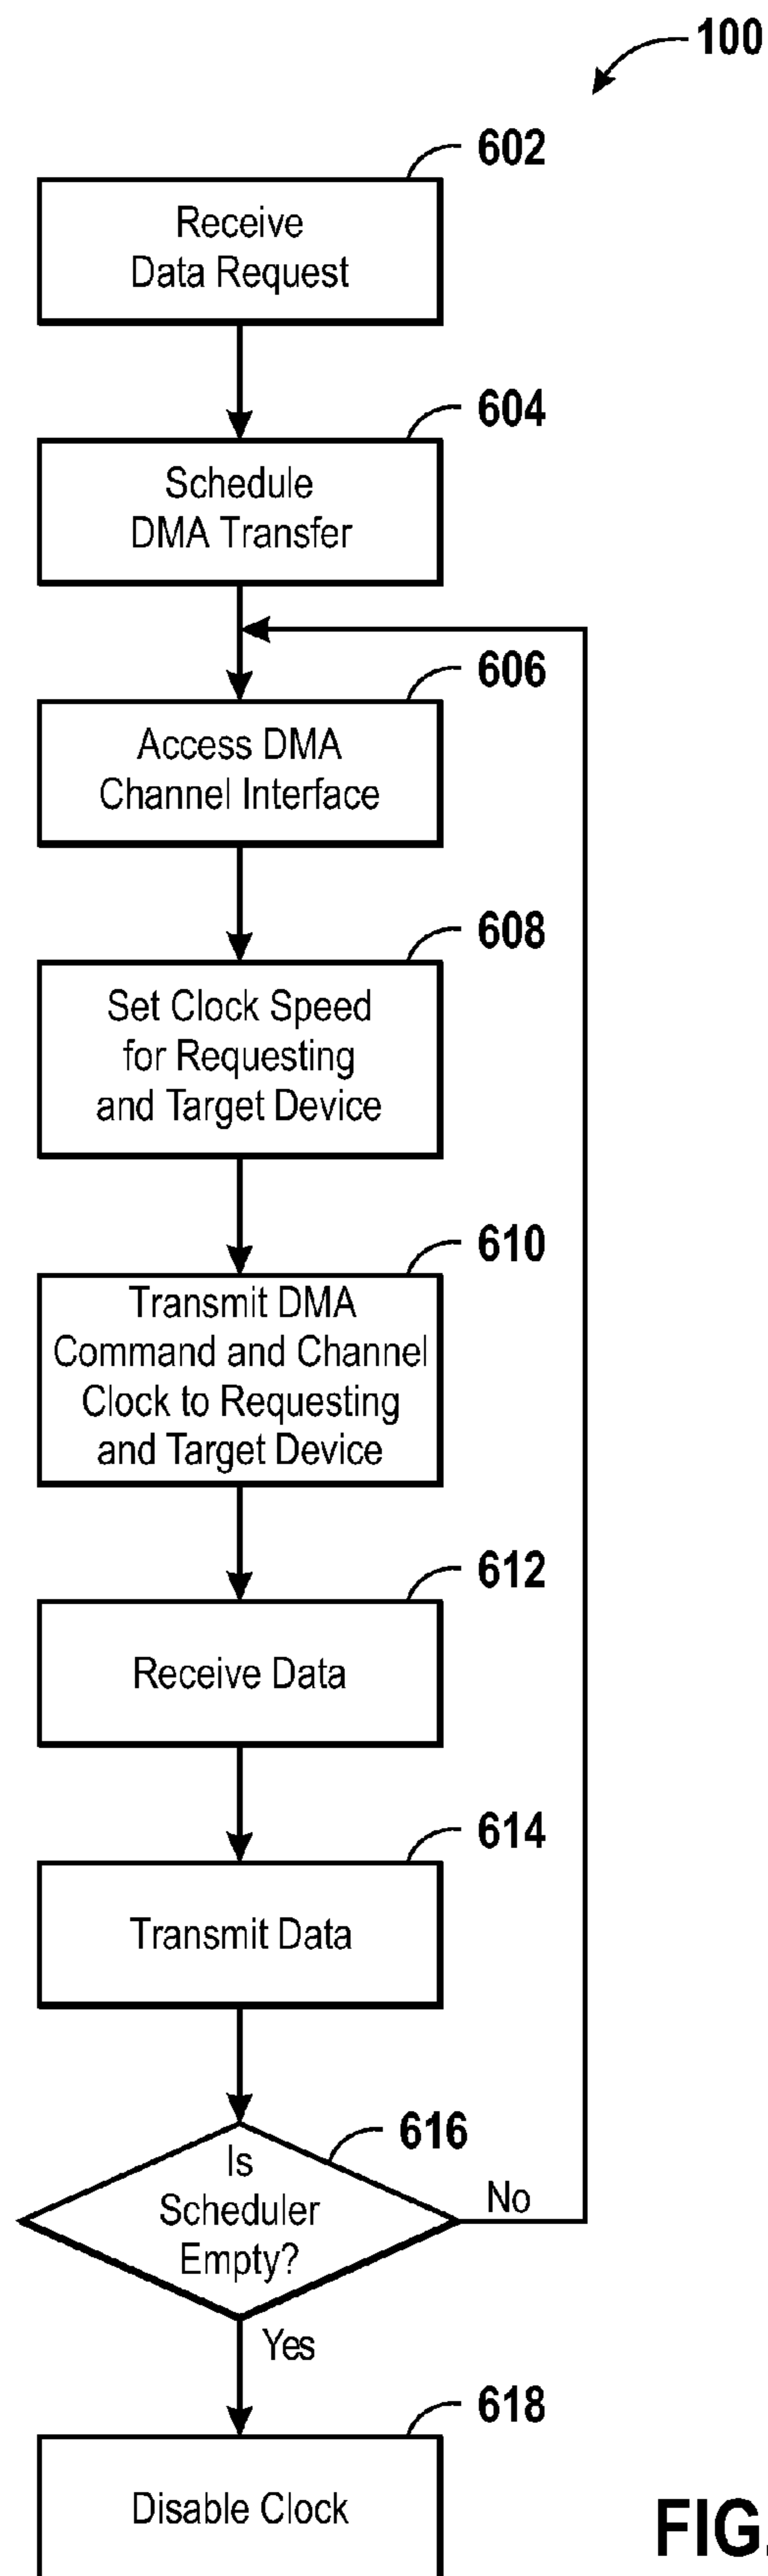 100
602
Receive
Data Request
604
Schedule
DMA Transfer
606
Access DMA
Channel Interface
608
Set Clock Speed
for Requesting
and Target Device
610
Transmit DMA
Command and Channel
Clock to Requesting
and Target Device
612
Receive Data
614
Transmit Data
616
Is
Scheduler
Empty?
No
Yes
618
Disable Clock
FIG.